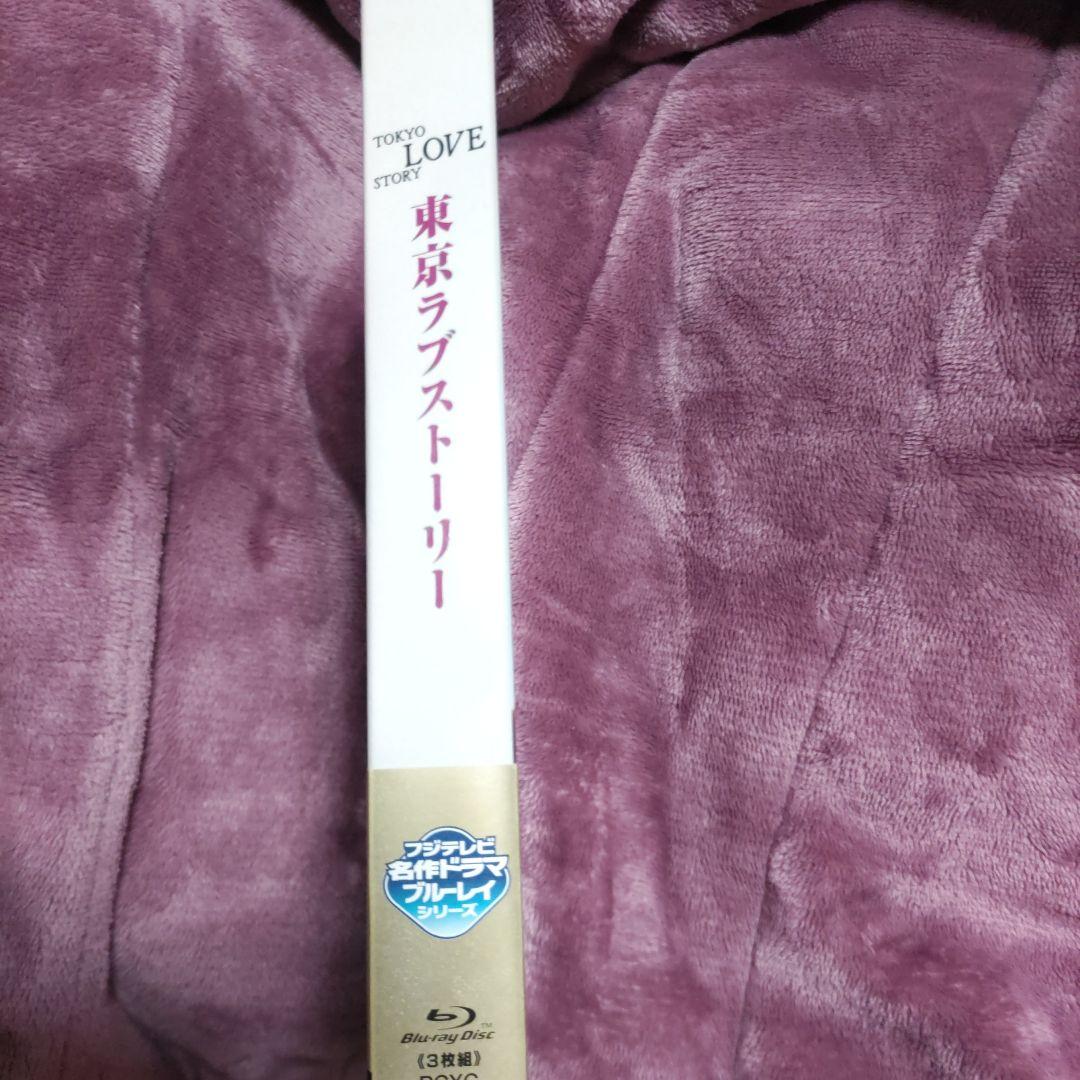 TOKYO
LOVE
STORY
東京ラブストーリー
フジテレビ
名作ドラマ
ブルーレイ
シリーズ
Blu-ray Disc™
《3枚組》